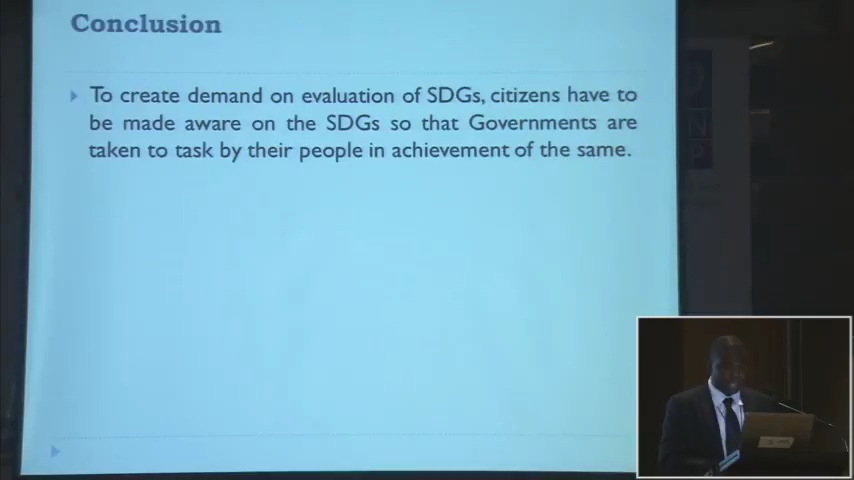 Conclusion
To create demand on evaluation of SDGs, citizens have to
be made aware on the SDGs so that Governments are
taken to task by their people in achievement of the same.